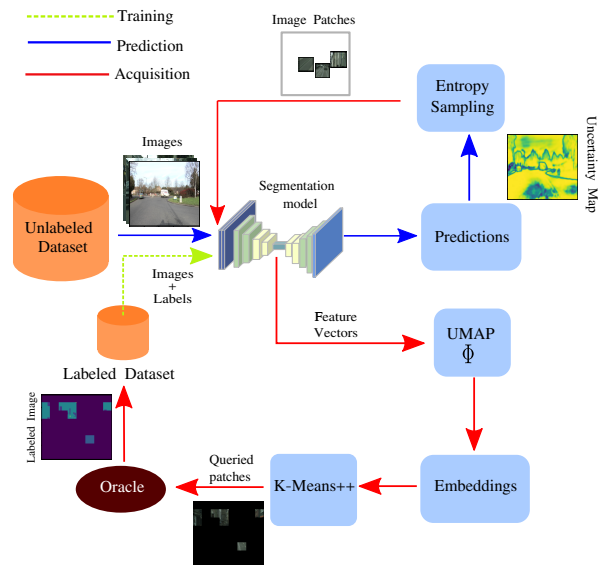 Training
Prediction
Acquisition
Image Patches
Entropy
Sampling
Uncertainty Map
Images
Segmentation
model
Unlabeled
Dataset
Predictions
Images
+
Labels
Feature
Vectors
UMAP
Φ
Labeled Dataset
Labeled Image
Oracle
Queried
patches
K-Means++
Embeddings